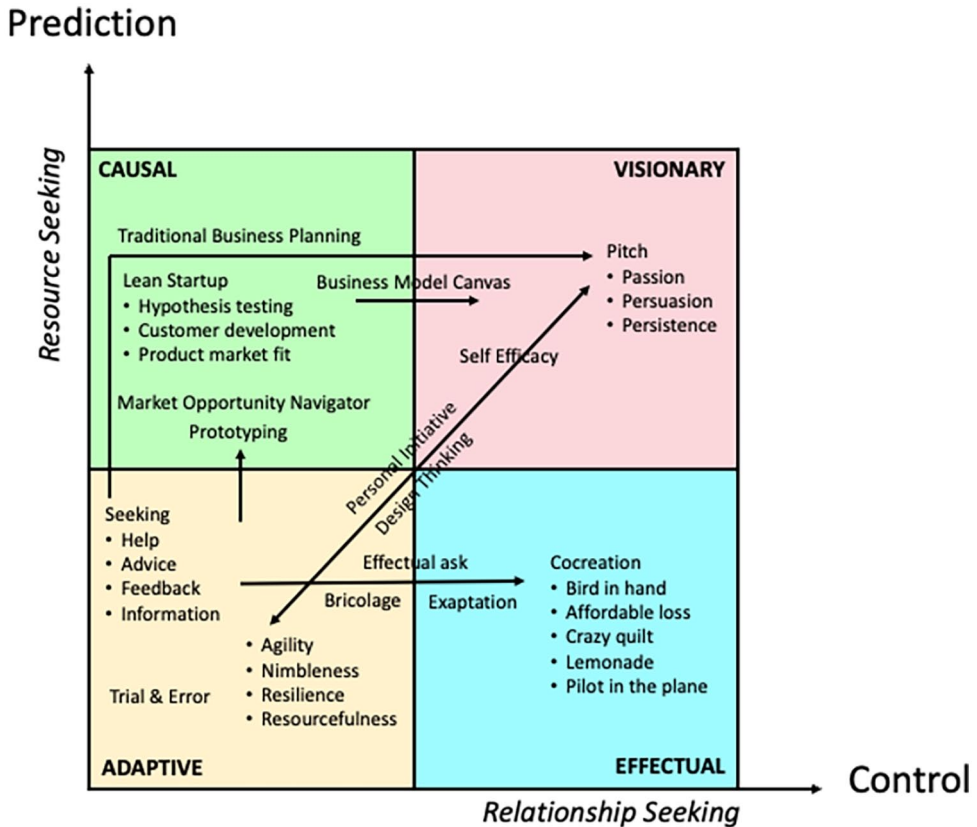 Prediction
Resource Seeking
CAUSAL
VISIONARY
Traditional Business Planning
Pitch
• Passion
• Persuasion
• Persistence
Lean Startup
• Hypothesis testing
• Customer development
• Product market fit
Business Model Canvas
Self Efficacy
Market Opportunity Navigator
Prototyping
Personal Initiative
Design Thinking
Seeking
• Help
• Advice
• Feedback
• Information
Effectual ask
Bricolage
Exaptation
Cocreation
• Bird in hand
• Affordable loss
• Crazy quilt
• Lemonade
• Pilot in the plane
• Agility
• Nimbleness
• Resilience
• Resourcefulness
Trial & Error
ADAPTIVE
EFFECTUAL
Control
Relationship Seeking